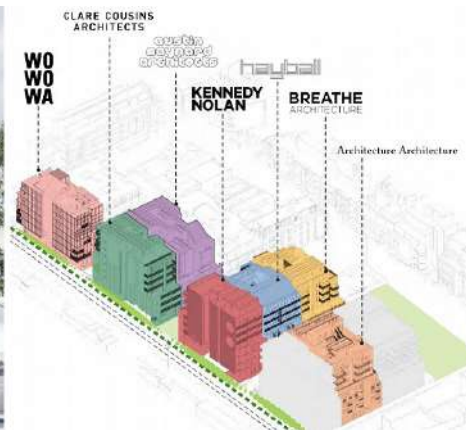 CLARE COUSINS
ARCHITECTS
austin
maynard
architects
WO
WO
WA
hayball
KENNEDY
NOLAN
BREATHE
ARCHITECTURE
Architecture Architecture